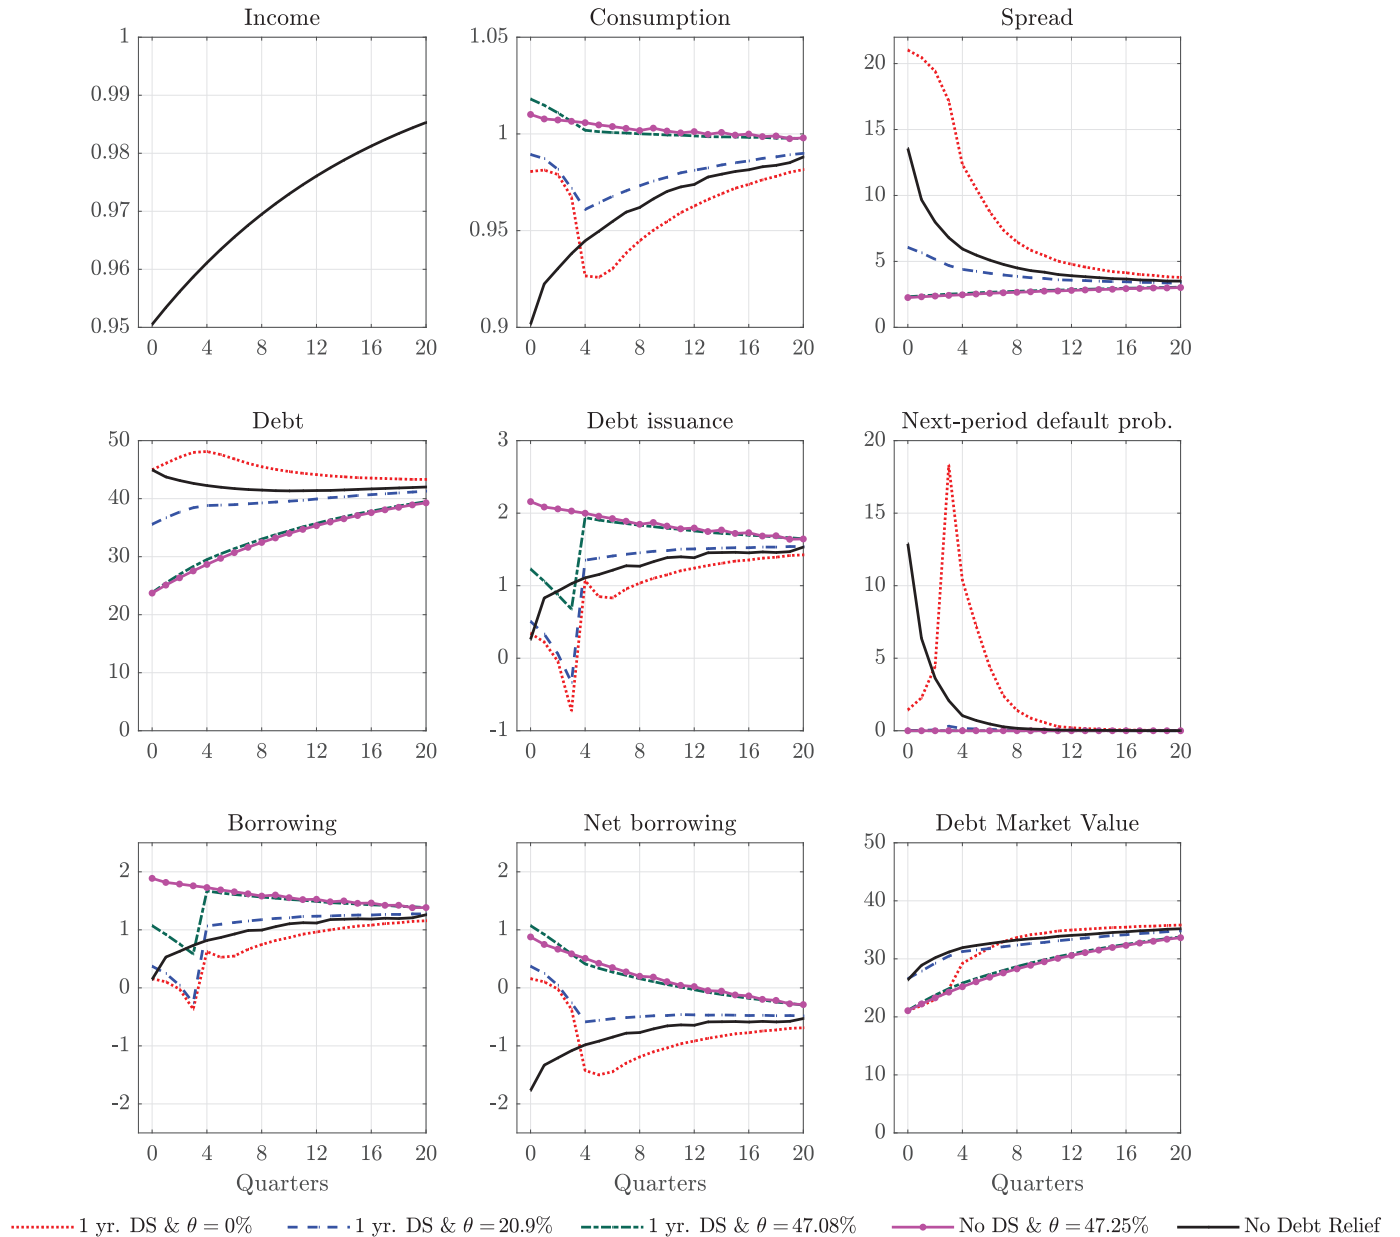 Income Consumption Spread
1 1.05 20
0.99
0.98 1 15
0.97 10
0.96 0.95 5
0.95 0.9 0
0 4 8 12 16 20 0 4 8 12 16 20 0 4 8 12 16 20
Debt Debt issuance Next-period default prob.
50 3 20
40 2 15
30 1 10
20 0 5
10
0 -1 0
0 4 8 12 16 20 0 4 8 12 16 20 0 4 8 12 16 20
Borrowing Net borrowing Debt Market Value
2 2 50
1 1 40
0 0 30
-1 -1 20
-2 -2 10
0
0 4 8 12 16 20 0 4 8 12 16 20 0 4 8 12 16 20
Quarters Quarters Quarters
1 yr. DS & θ = 0% 1 yr. DS & θ = 20.9% 1 yr. DS & θ = 47.08% No DS & θ = 47.25% No Debt Relief